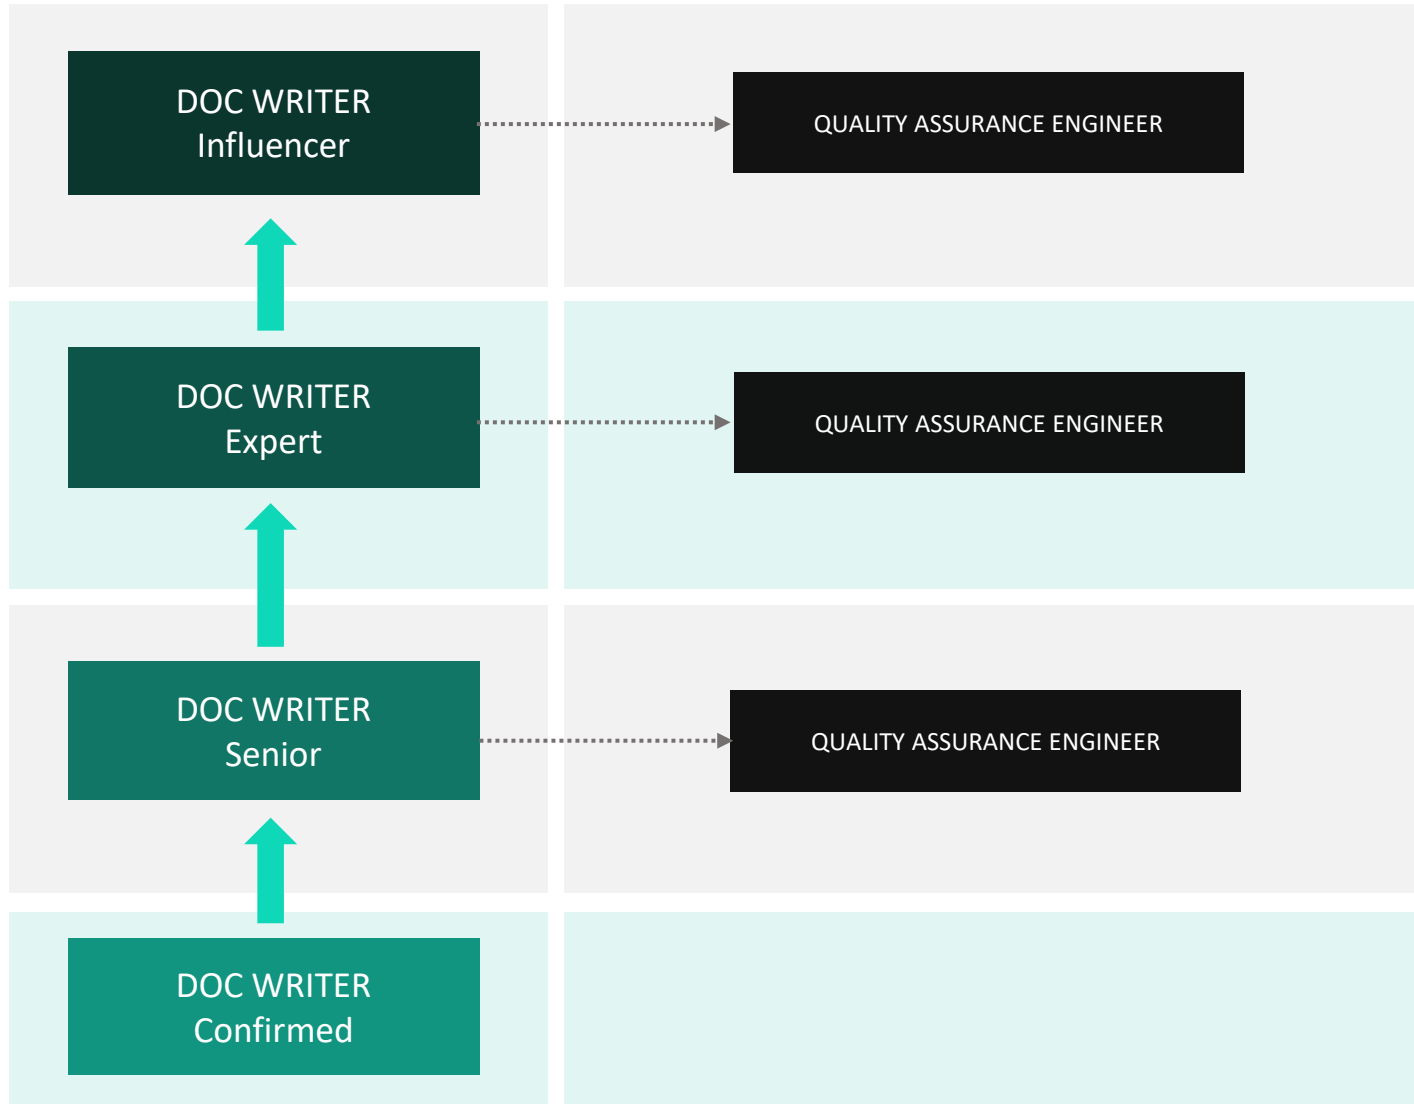 DOC WRITER
Influencer
QUALITY ASSURANCE ENGINEER
DOC WRITER
Expert
QUALITY ASSURANCE ENGINEER
DOC WRITER
Senior
QUALITY ASSURANCE ENGINEER
DOC WRITER
Confirmed